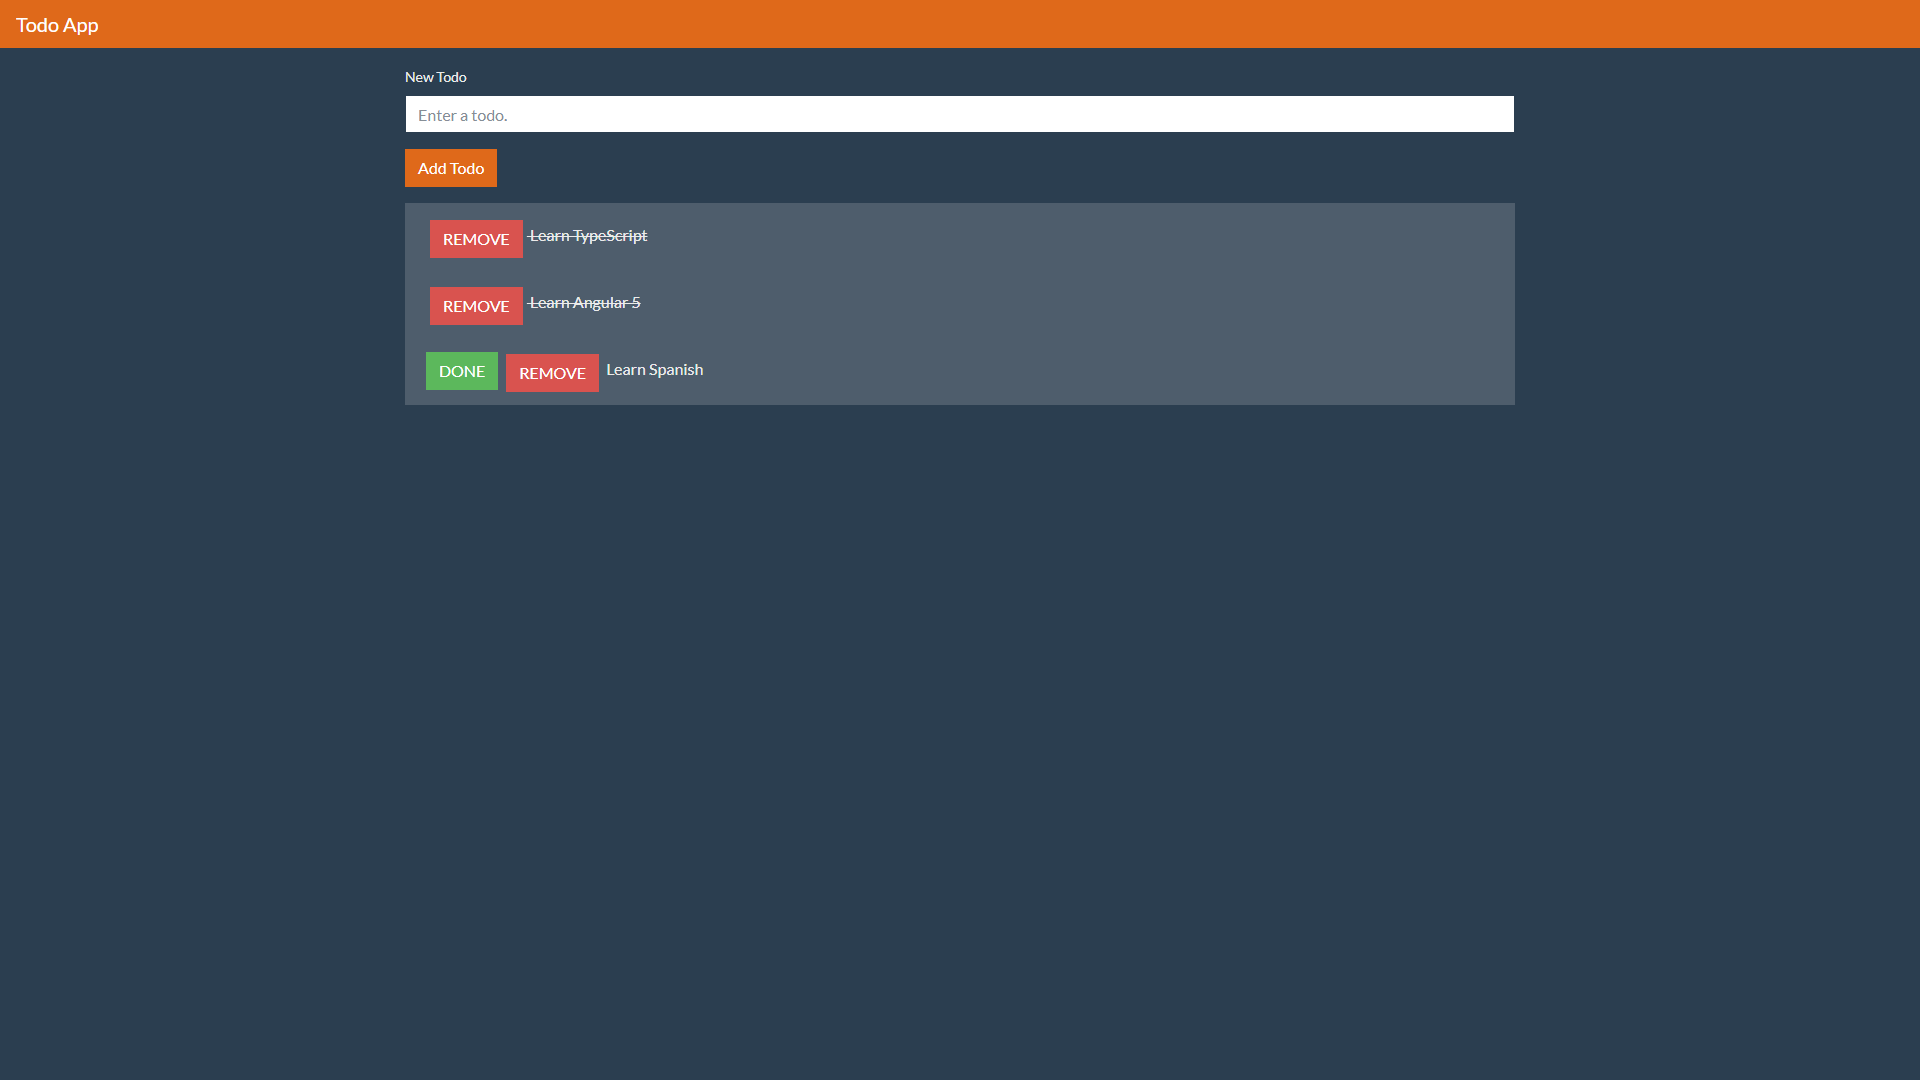 Todo App
New Todo
Enter a todo.
Add Todo
REMOVE Learn TypeScript
REMOVE Learn Angular 5
DONE REMOVE Learn Spanish